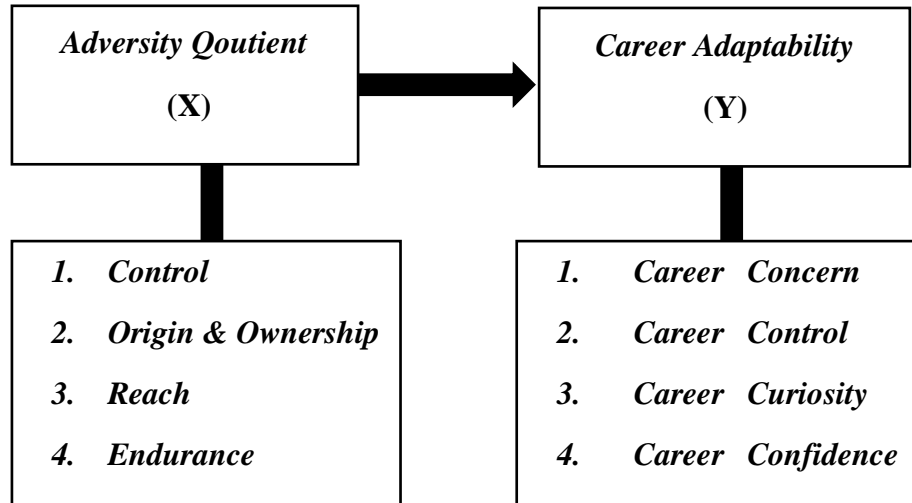 Adversity Qoutient
(X)
Career Adaptability
(Y)
1. Control
2. Origin & Ownership
3. Reach
4. Endurance
1. Career Concern
2. Career Control
3. Career Curiosity
4. Career Confidence